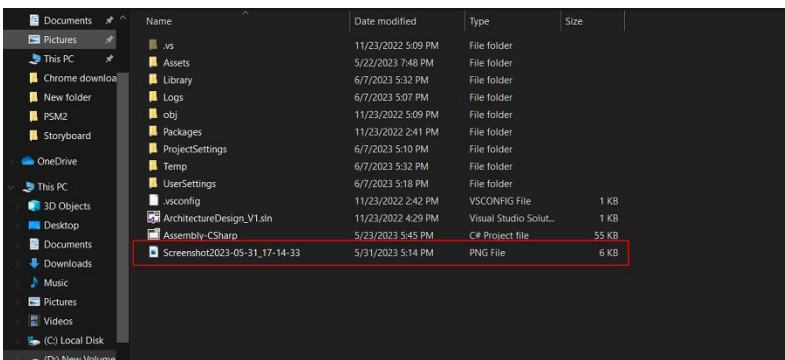 Documents
Pictures
This PC
Chrome downloa
New folder
PSM2
Storyboard
OneDrive
This PC
3D Objects
Desktop
Documents
Downloads
Music
Pictures
Videos
(C:) Local Disk
(D:) New Volume
Name Date modified Type Size
.vs 11/23/2022 5:09 PM File folder
Assets 5/22/2023 7:48 PM File folder
Library 6/7/2023 5:32 PM File folder
Logs 6/7/2023 5:07 PM File folder
obj 11/23/2022 5:09 PM File folder
Packages 11/23/2022 2:41 PM File folder
ProjectSettings 6/7/2023 5:10 PM File folder
Temp 6/7/2023 5:32 PM File folder
UserSettings 6/7/2023 5:18 PM File folder
.vsconfig 11/23/2022 2:42 PM VSCONFIG File 1 KB
ArchitectureDesign_V1.sln 11/23/2022 4:29 PM Visual Studio Solut... 1 KB
Assembly-CSharp 5/23/2023 5:45 PM C# Project file 55 KB
Screenshot2023-05-31_17-14-33 5/31/2023 5:14 PM PNG File 6 KB